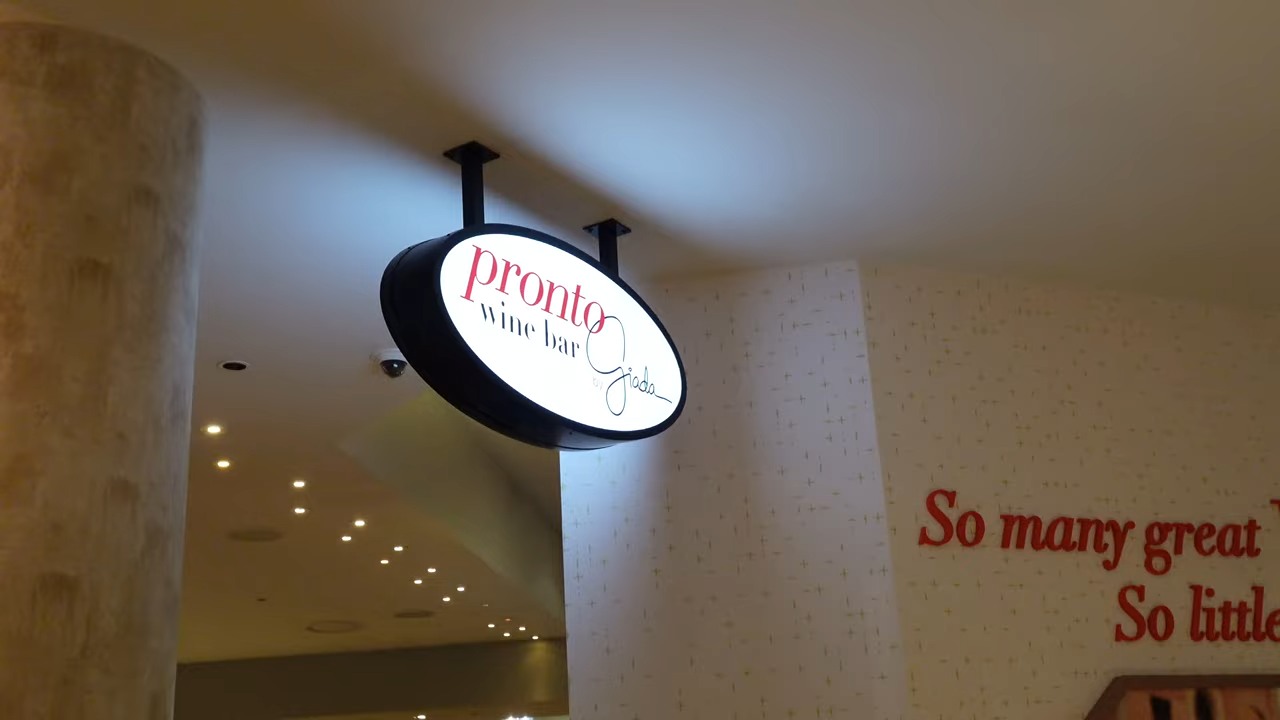 pronto
wine bar
by Giada
So many great
So little